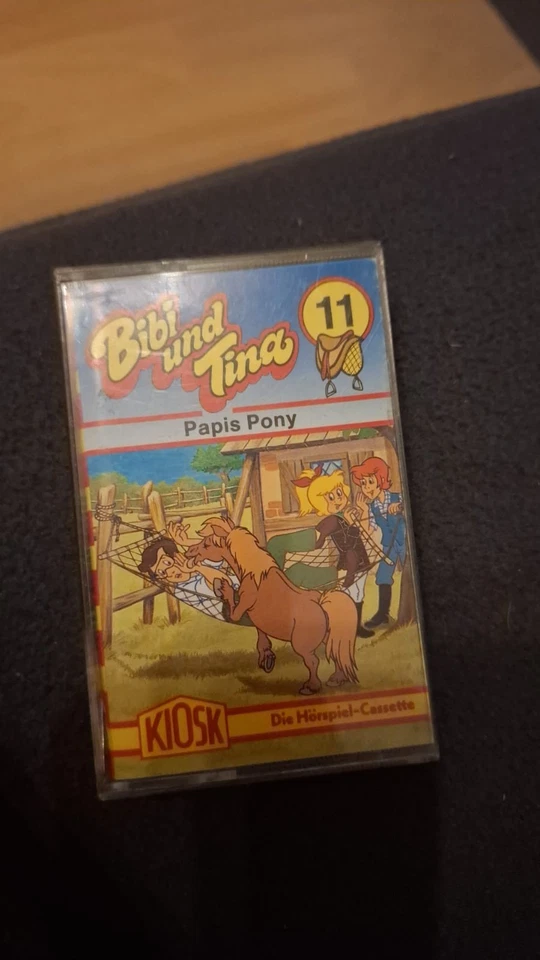 Bibi
und
Tina
11
Papis Pony
KIOSK
Die Hörspiel-Cassette